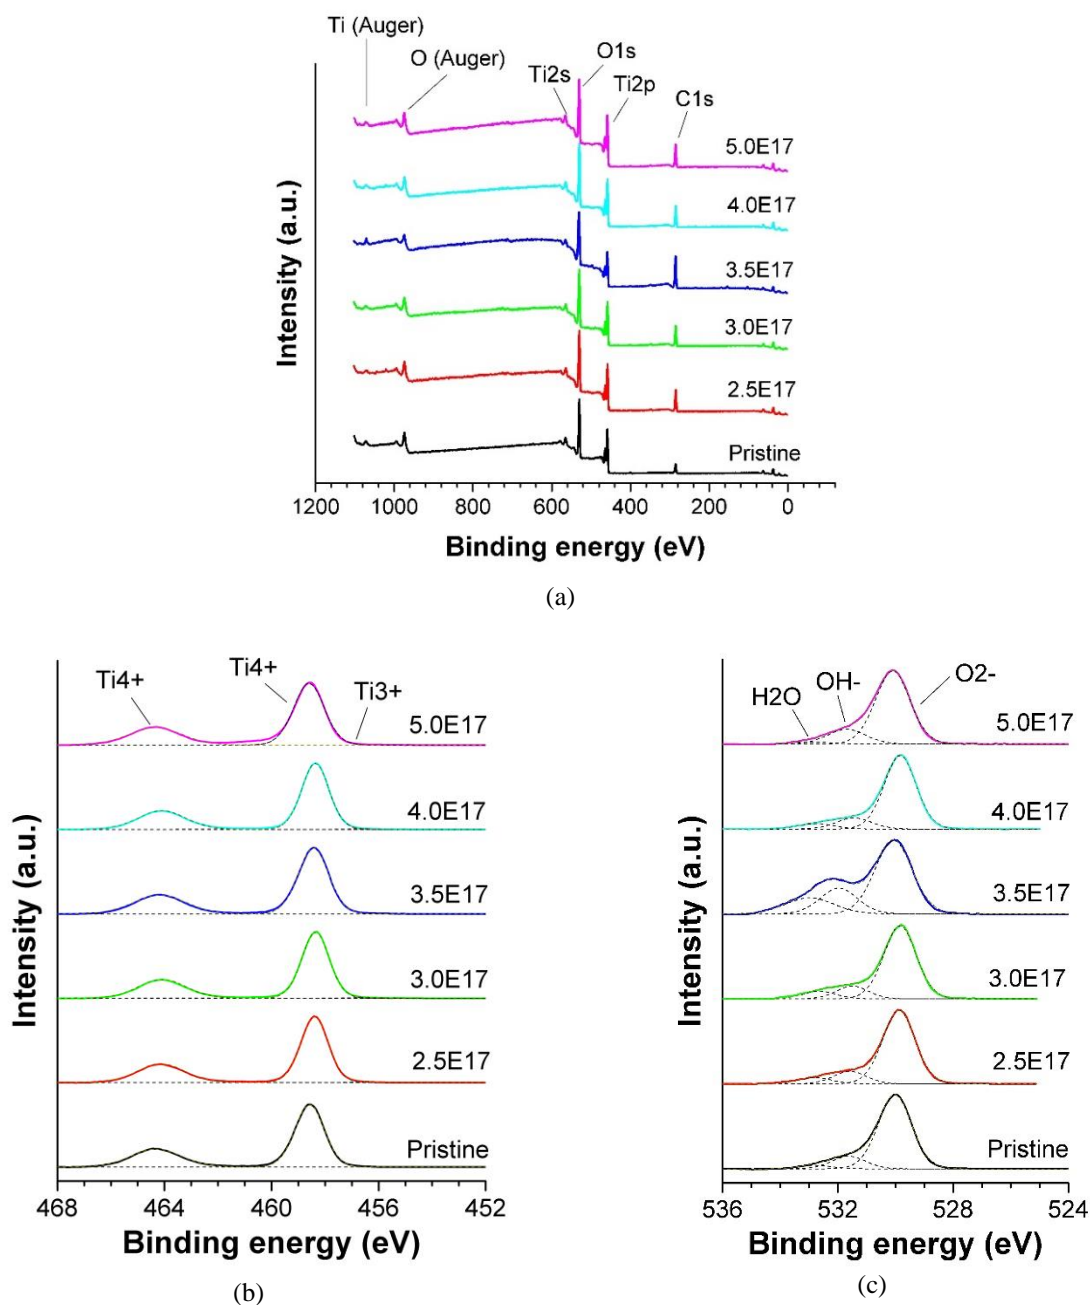 Ti (Auger)
O (Auger)
Ti2s
O1s
Ti2p
C1s
5.0E17
4.0E17
3.5E17
3.0E17
2.5E17
Pristine
Intensity (a.u.)
1200 1000 800 600 400 200 0
Binding energy (eV)
(a)
Ti4+
Ti4+
Ti3+
5.0E17
4.0E17
3.5E17
3.0E17
2.5E17
Pristine
Intensity (a.u.)
468 464 460 456 452
Binding energy (eV)
(b)
H2O
OH-
O2-
5.0E17
4.0E17
3.5E17
3.0E17
2.5E17
Pristine
Intensity (a.u.)
536 532 528 524
Binding energy (eV)
(c)